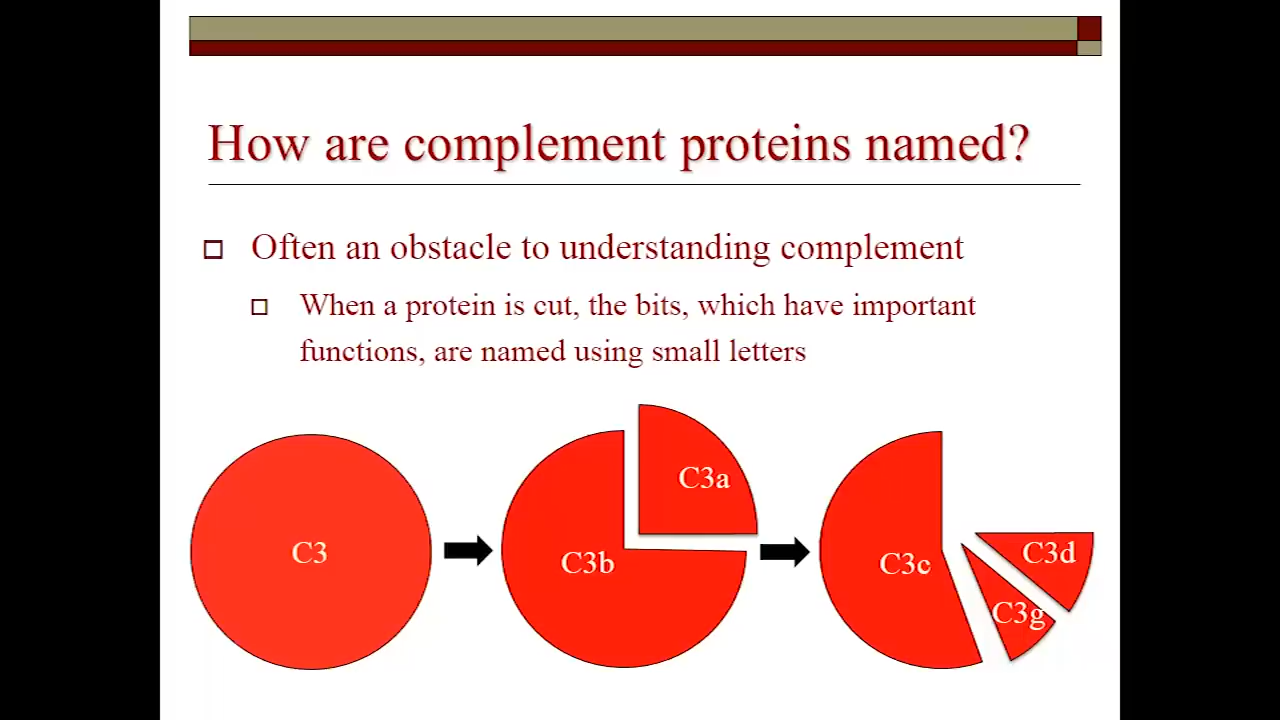 How are complement proteins named?
Often an obstacle to understanding complement
When a protein is cut, the bits, which have important
functions, are named using small letters
C3
C3b
C3a
C3c
C3d
C3g